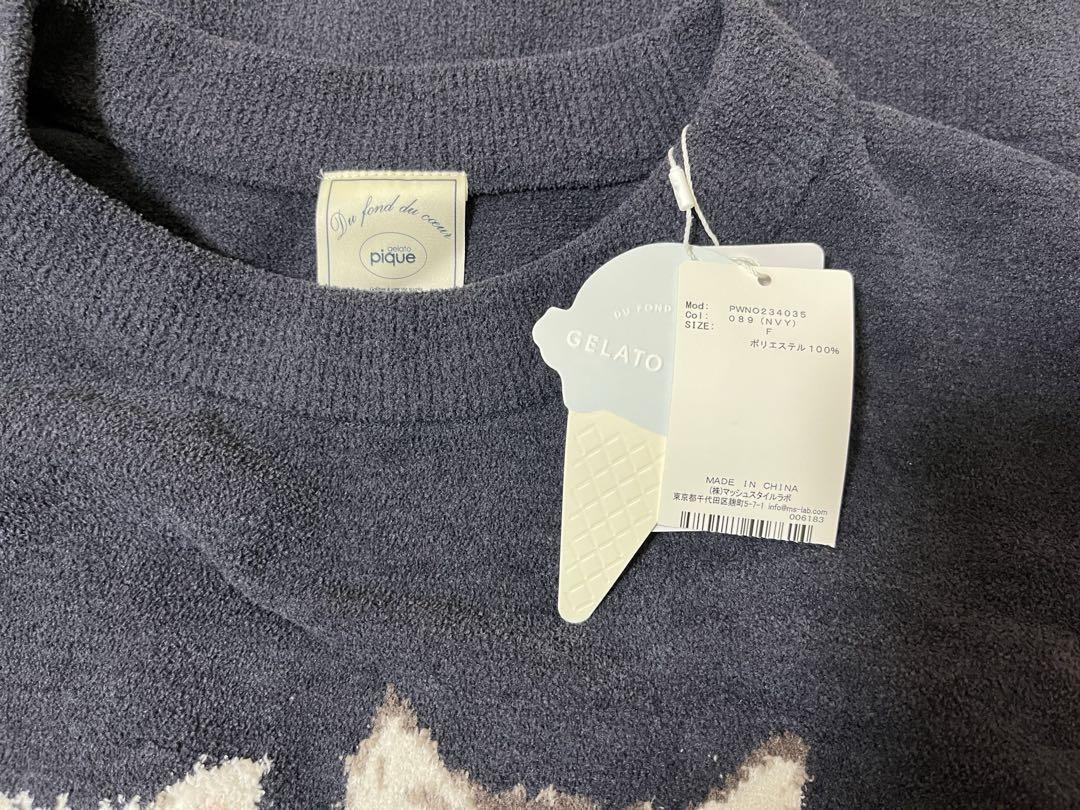 Du fond du cœur
gelato
pique
DU FOND
GELATO
Mod: PWNO234035
Col: 089 (NVY)
SIZE: F
ポリエステル100%
MADE IN CHINA
(株)マッシュスタイルラボ
東京都千代田区麹町5-7-1 info@ms-lab.com
006183